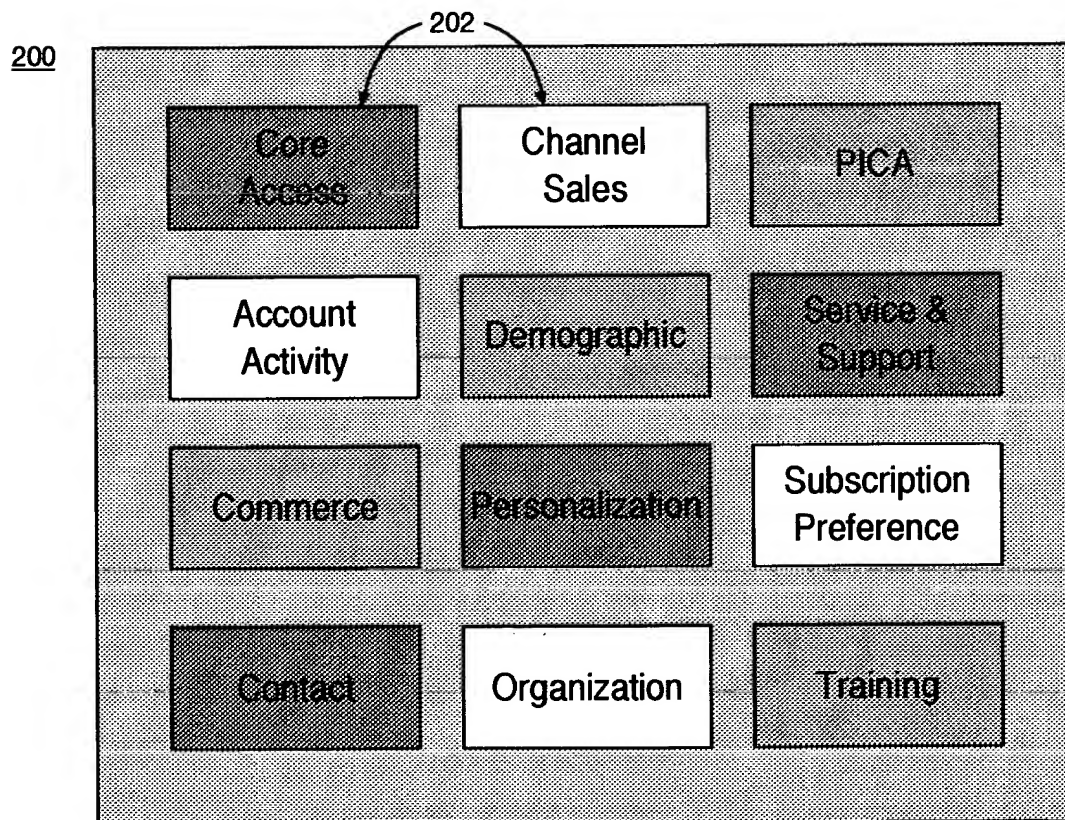 202
200
Core
Access
Channel
Sales
PICA
Account
Activity
Demographic
Service &
Support
Commerce
Personalization
Subscription
Preference
Contact
Organization
Training